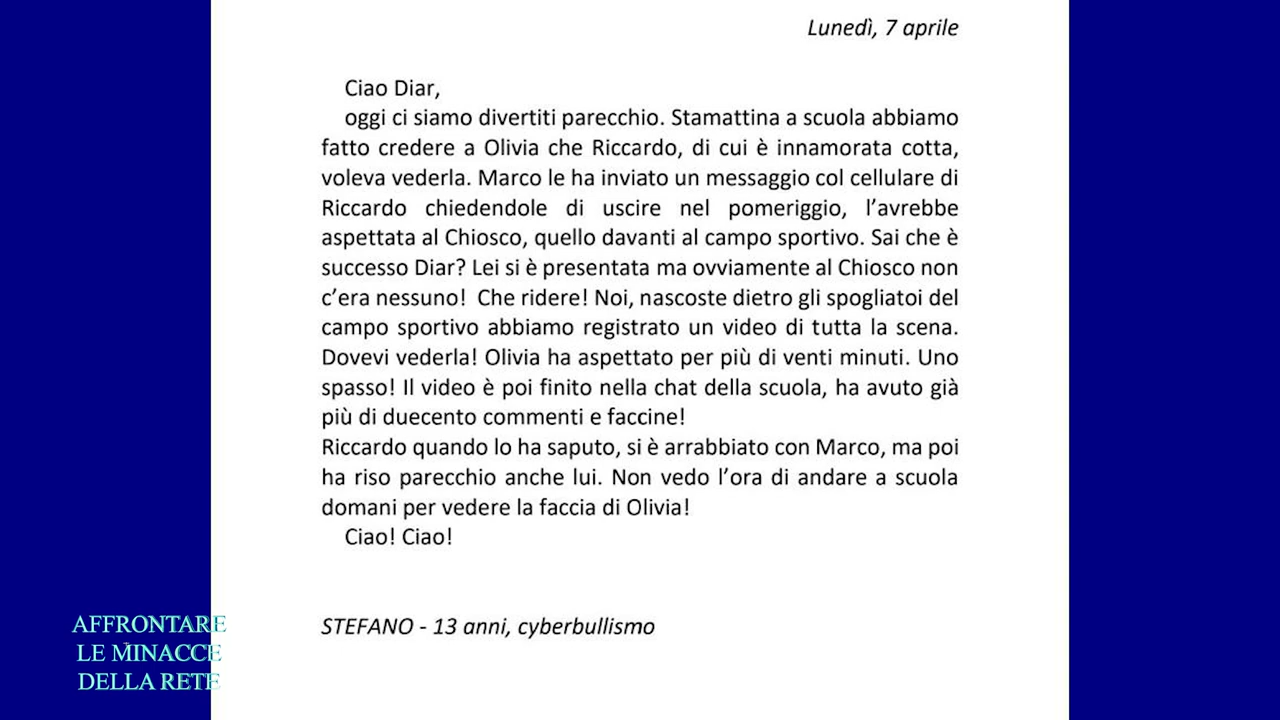 Lunedì, 7 aprile
Ciao Diar,
oggi ci siamo divertiti parecchio. Stamattina a scuola abbiamo
fatto credere a Olivia che Riccardo, di cui è innamorata cotta,
voleva vederla. Marco le ha inviato un messaggio col cellulare di
Riccardo chiedendole di uscire nel pomeriggio, l’avrebbe
aspettata al Chiosco, quello davanti al campo sportivo. Sai che è
successo Diar? Lei si è presentata ma ovviamente al Chiosco non
c’era nessuno! Che ridere! Noi, nascoste dietro gli spogliatoi del
campo sportivo abbiamo registrato un video di tutta la scena.
Dovevi vederla! Olivia ha aspettato per più di venti minuti. Uno
spasso! Il video è poi finito nella chat della scuola, ha avuto già
più di duecento commenti e faccine!
Riccardo quando lo ha saputo, si è arrabbiato con Marco, ma poi
ha riso parecchio anche lui. Non vedo l’ora di andare a scuola
domani per vedere la faccia di Olivia!
Ciao! Ciao!
STEFANO - 13 anni, cyberbullismo
AFFRONTARE
LE MINACCE
DELLA RETE